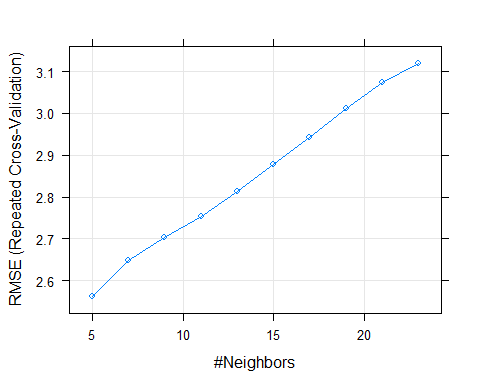 RMSE (Repeated Cross-Validation)
3.1
3.0
2.9
2.8
2.7
2.6
5 10 15 20
#Neighbors